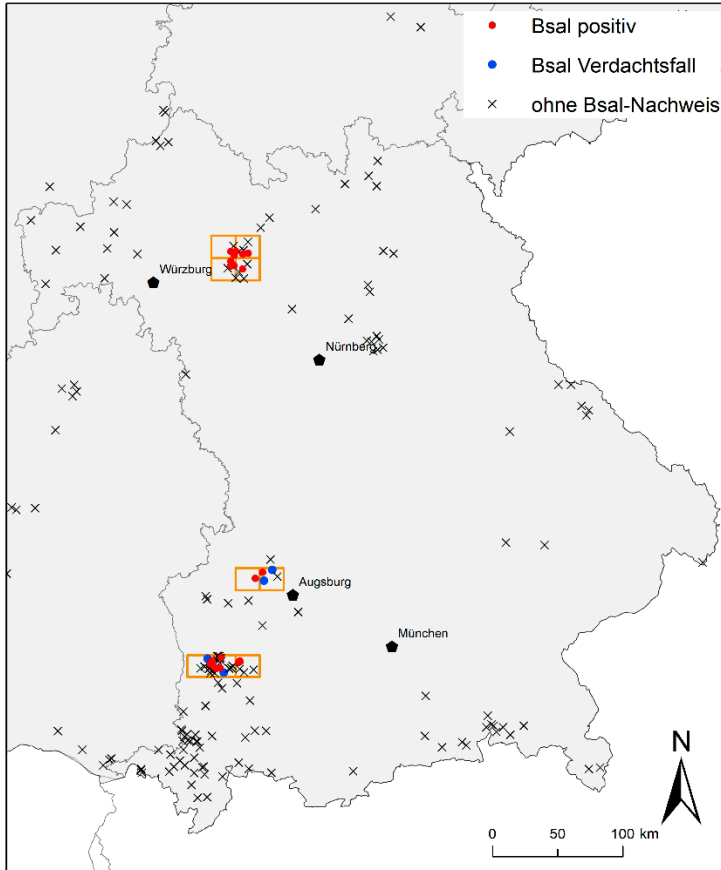 Bsal positiv
Bsal Verdachtsfall
ohne Bsal-Nachweis
Würzburg
Nürnberg
Augsburg
München
N
0 50 100 km